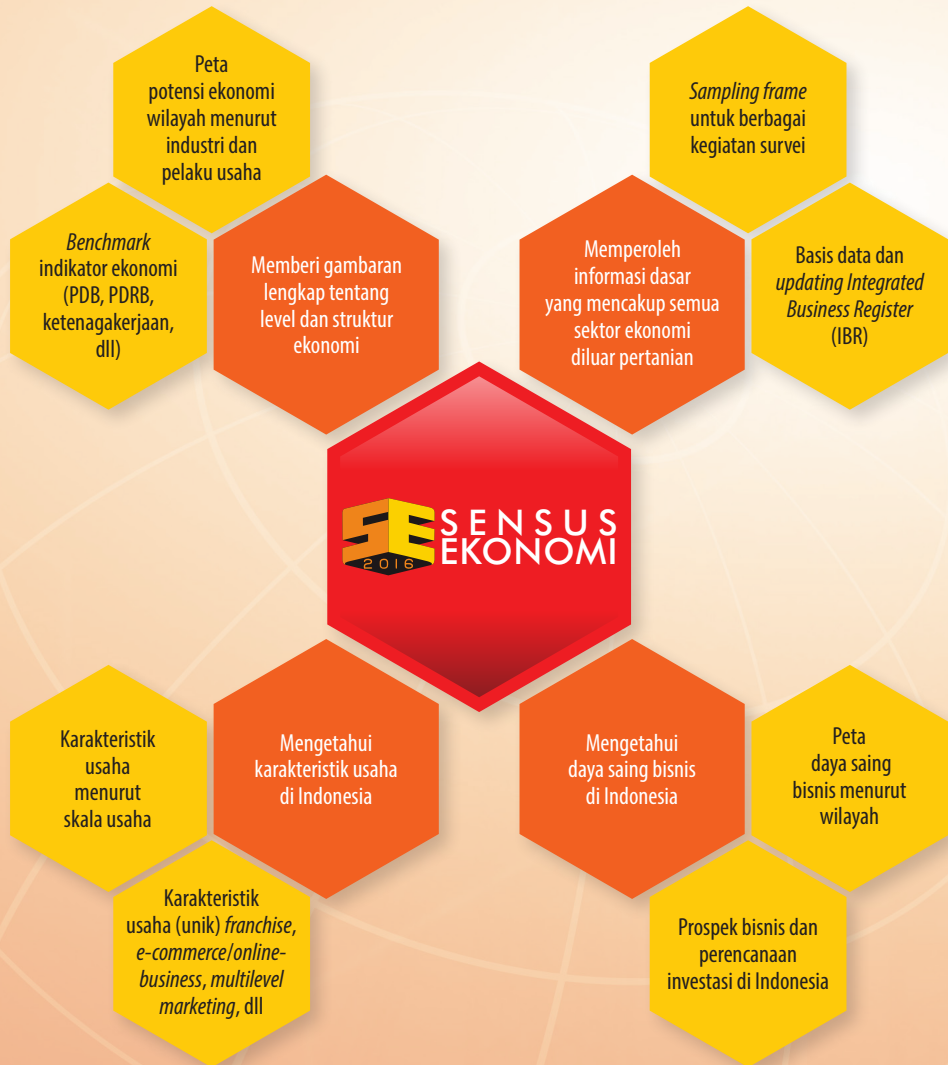 Peta
potensi ekonomi
wilayah menurut
industri dan
pelaku usaha
Benchmark
indikator ekonomi
(PDB, PDRB,
ketenagakerjaan,
dll)
Memberi gambaran
lengkap tentang
level dan struktur
ekonomi
Sampling frame
untuk berbagai
kegiatan survei
Memperoleh
informasi dasar
yang mencakup semua
sektor ekonomi
diluar pertanian
Basis data dan
updating Integrated
Business Register
(IBR)
SE
2016
SENSUS
EKONOMI
Karakteristik
usaha
menurut
skala usaha
Mengetahui
karakteristik usaha
di Indonesia
Karakteristik
usaha (unik) franchise,
e-commerce/online-
business, multilevel
marketing, dll
Mengetahui
daya saing bisnis
di Indonesia
Peta
daya saing
bisnis menurut
wilayah
Prospek bisnis dan
perencanaan
investasi di Indonesia